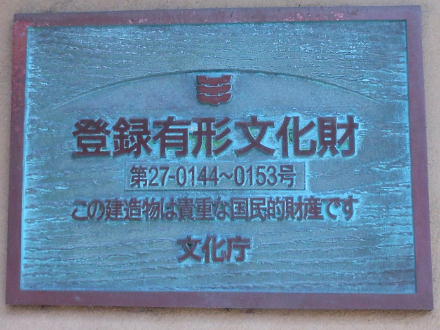 登録有形文化財
第27-0144～0153号
この建造物は貴重な国民的財産です
文化庁